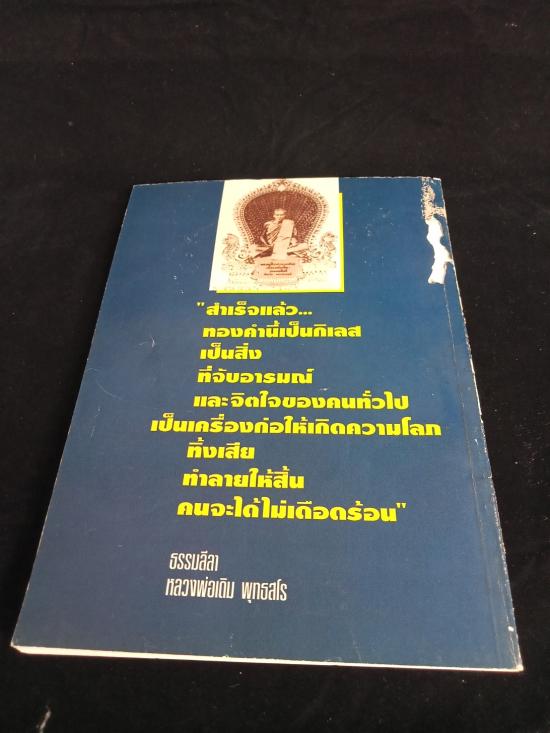 "สำเร็จแล้ว...
ทองคำนี้เป็นกิเลส
เป็นสิ่ง
ที่จับอารมณ์
และจิตใจของคนทั่วไป
เป็นเครื่องก่อให้เกิดความโลภ
ทิ้งเสีย
ทำลายให้สิ้น
คนจะได้ไม่เดือดร้อน"
ธรรมลีลา
หลวงพ่อเดิม พุทธสโร